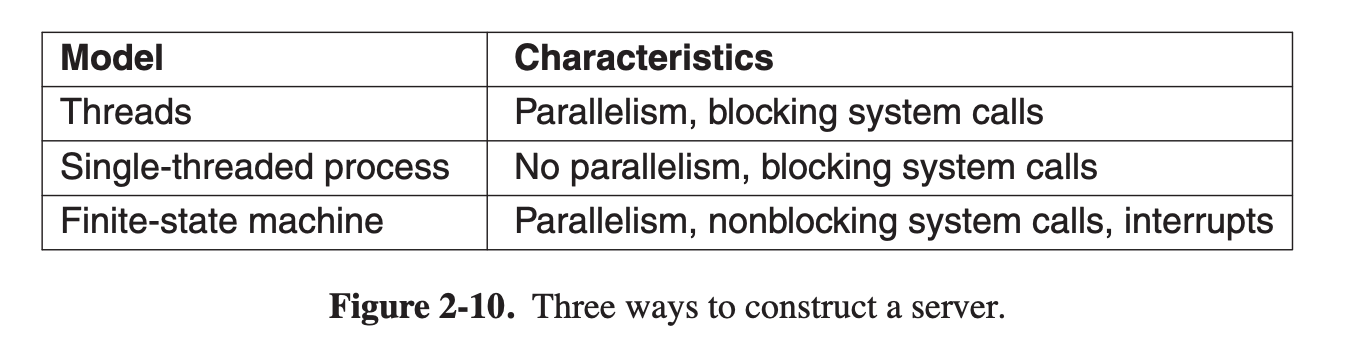 Model Characteristics
Threads Parallelism, blocking system calls
Single-threaded process No parallelism, blocking system calls
Finite-state machine Parallelism, nonblocking system calls, interrupts
Figure 2-10. Three ways to construct a server.